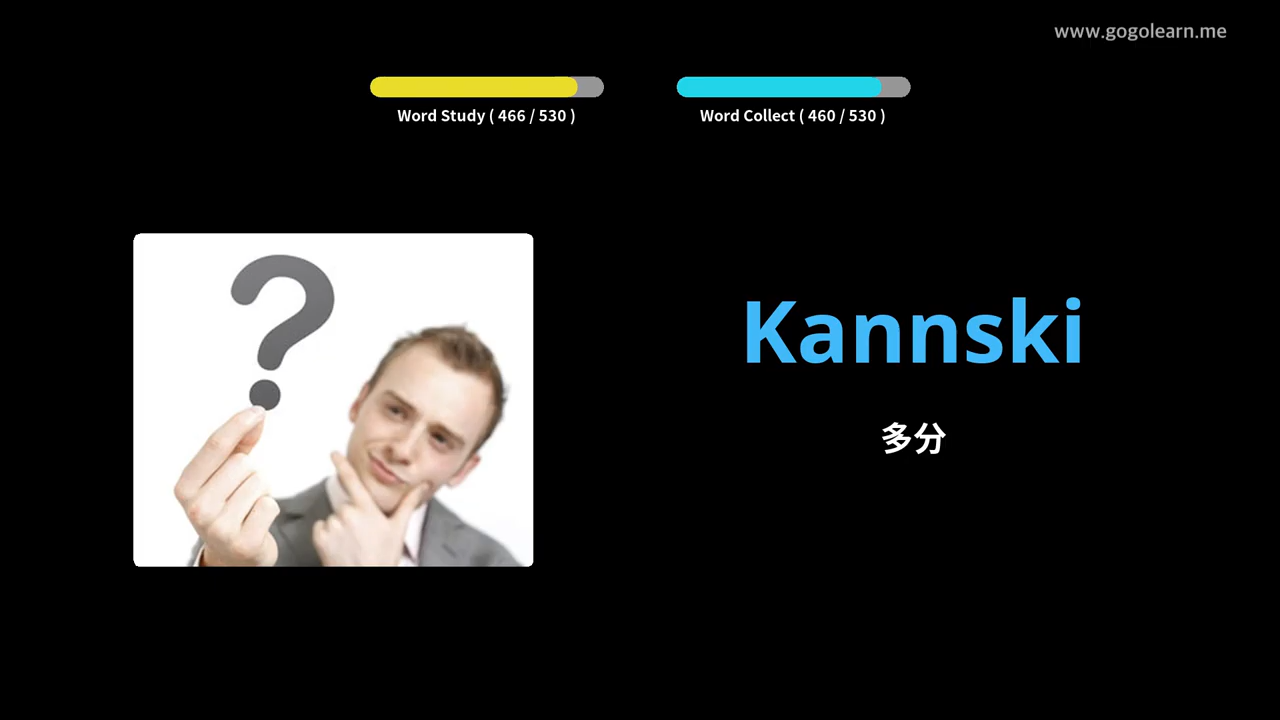 www.gogolearn.me
Word Study ( 466 / 530 )
Word Collect ( 460 / 530 )
?
Kannski
多分